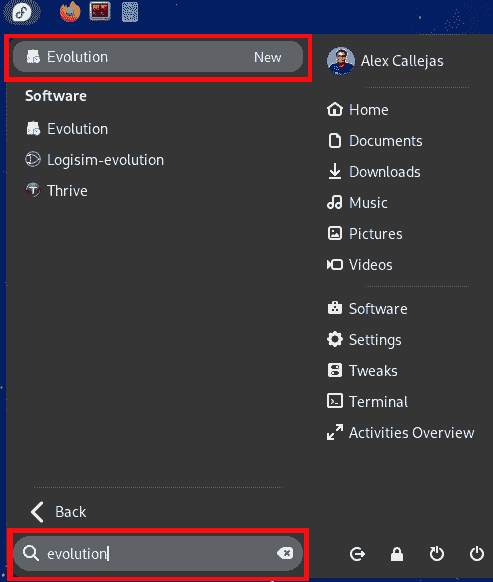 Evolution New
Software
Evolution
Logisim-evolution
Thrive
Back
evolution
Alex Callejas
Home
Documents
Downloads
Music
Pictures
Videos
Software
Settings
Tweaks
Terminal
Activities Overview